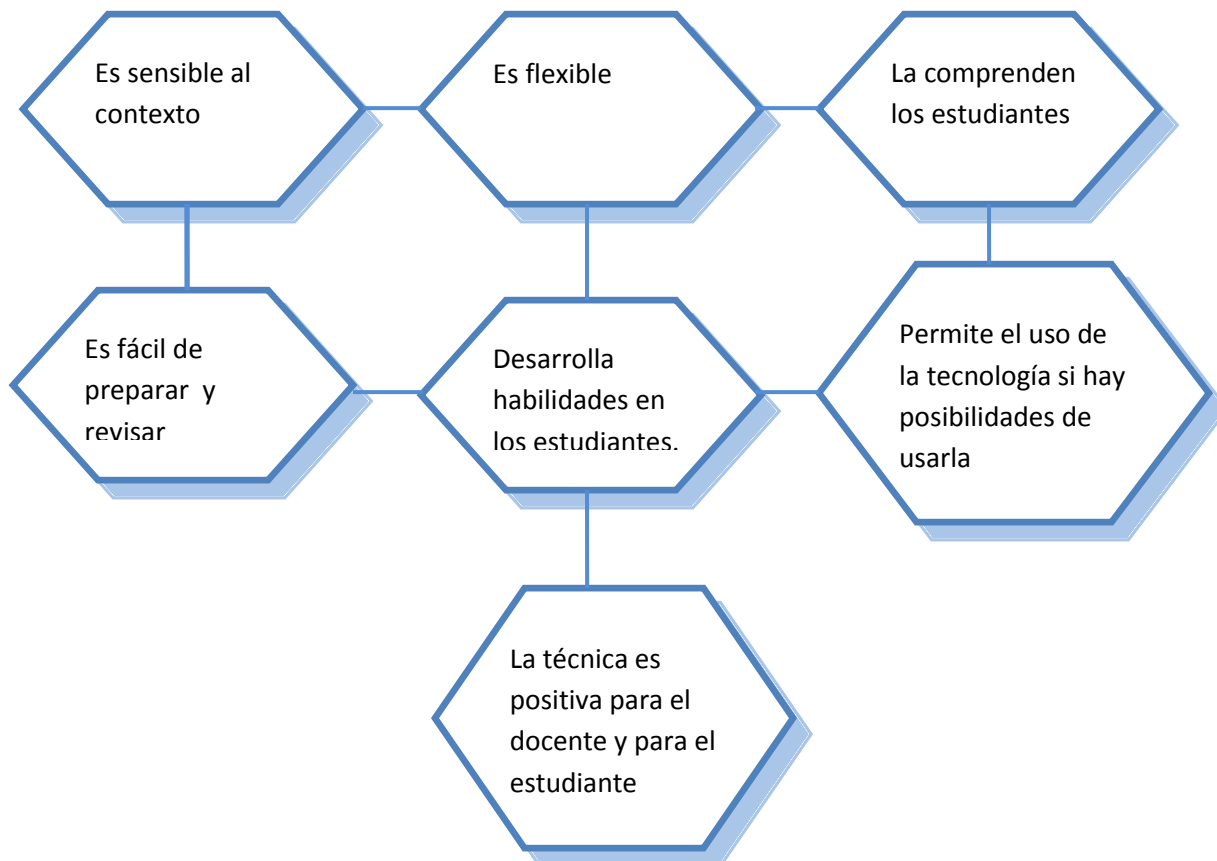 Es sensible al
contexto
Es flexible
La comprenden
los estudiantes
Es fácil de
preparar  y
revisar
Desarrolla
habilidades en
los estudiantes.
Permite el uso de
la tecnología si hay
posibilidades de
usarla
La técnica es
positiva para el
docente y para el
estudiante